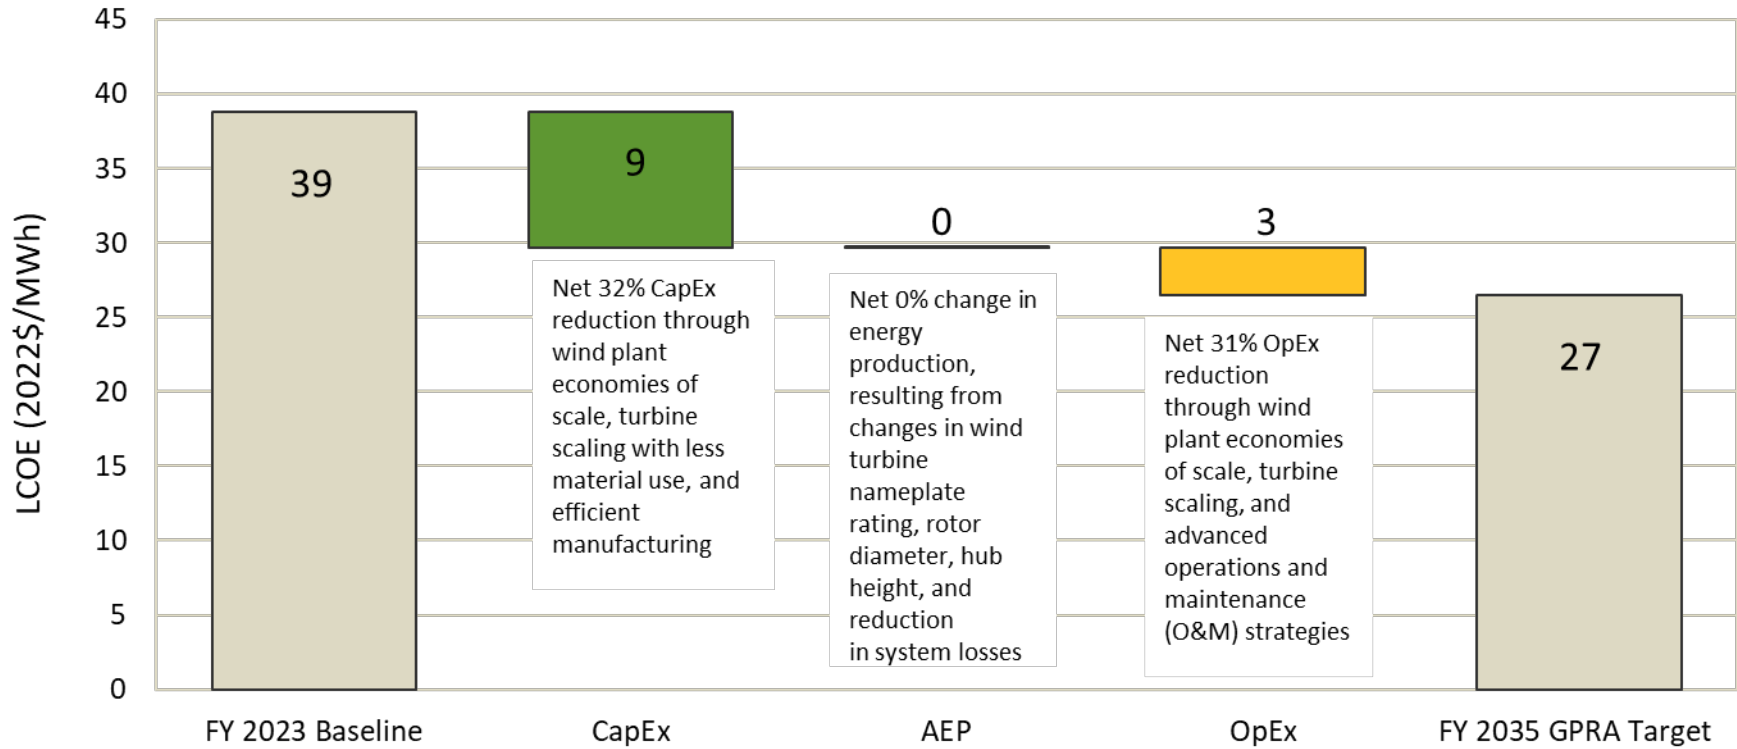 LCOE (2022$/MWh)
45
40
35
30
25
20
15
10
5
0
39
9
0
3
27
Net 32% CapEx
reduction through
wind plant
economies of
scale, turbine
scaling with less
material use, and
efficient
manufacturing
Net 0% change in
energy
production,
resulting from
changes in wind
turbine
nameplate
rating, rotor
diameter, hub
height, and
reduction
in system losses
Net 31% OpEx
reduction
through wind
plant economies
of scale, turbine
scaling, and
advanced
operations and
maintenance
(O&M) strategies
FY 2023 Baseline
CapEx
AEP
OpEx
FY 2035 GPRA Target